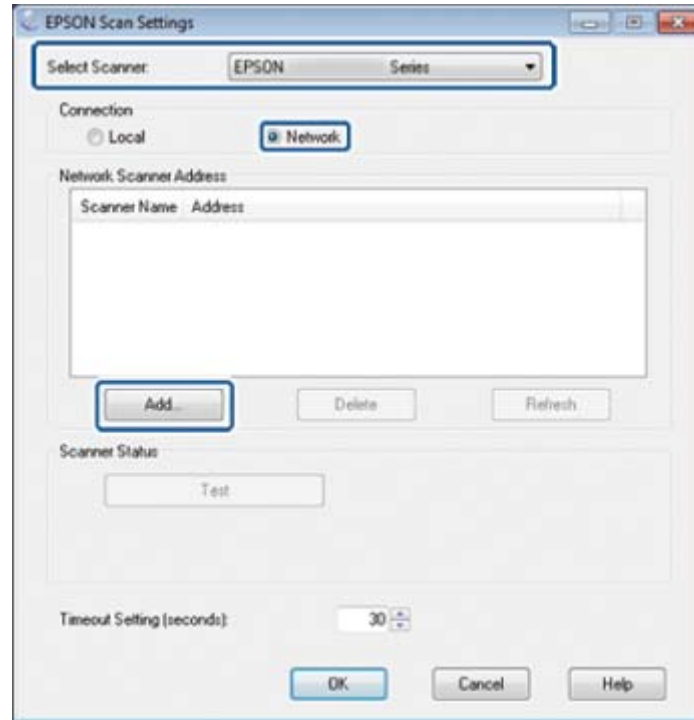 EPSON Scan Settings
Select Scanner: EPSON Series
Connection
Local Network
Network Scanner Address
Scanner Name Address
Add... Delete Refresh
Scanner Status
Test
Timeout Setting (seconds): 30
OK Cancel Help